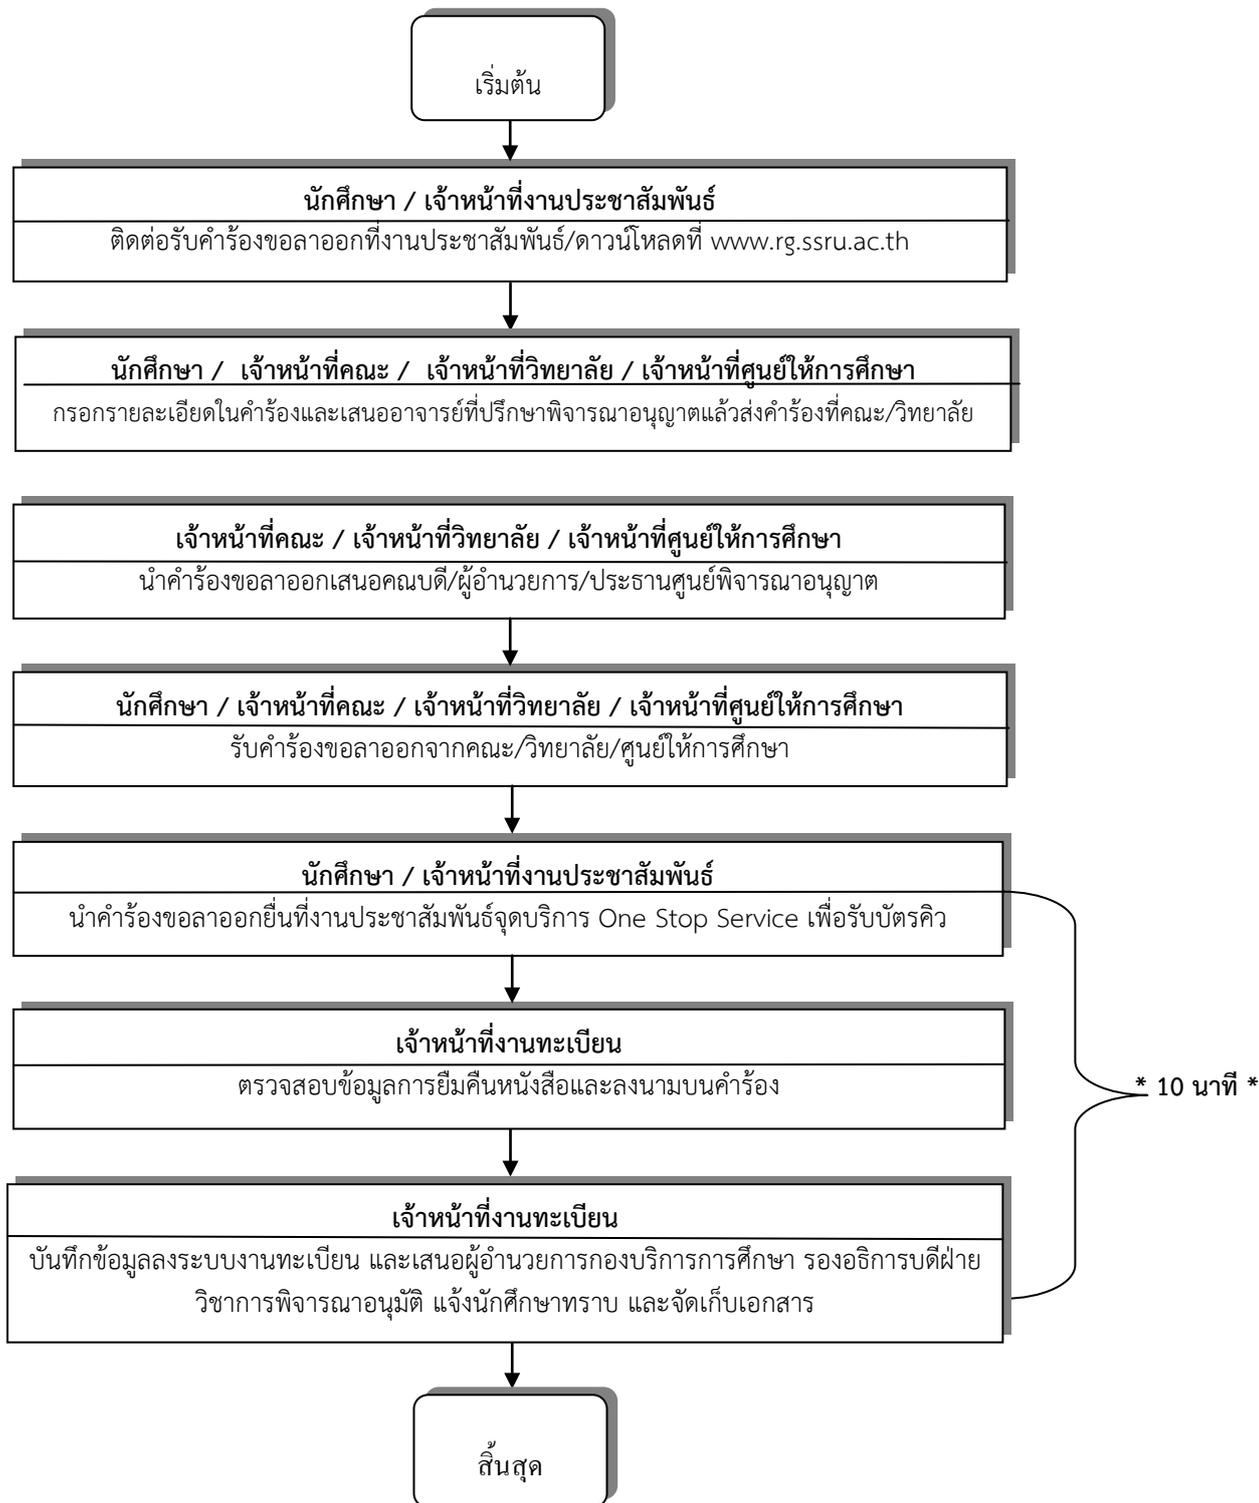 เริ่มต้น
นักศึกษา / เจ้าหน้าที่งานประชาสัมพันธ์
ติดต่อรับคำร้องขอลาออกที่งานประชาสัมพันธ์/ดาวน์โหลดที่ www.rg.ssru.ac.th
นักศึกษา / เจ้าหน้าที่คณะ / เจ้าหน้าที่วิทยาลัย / เจ้าหน้าที่ศูนย์ให้การศึกษา
กรอกรายละเอียดในคำร้องและเสนออาจารย์ที่ปรึกษาพิจารณาอนุญาตแล้วส่งคำร้องที่คณะ/วิทยาลัย
เจ้าหน้าที่คณะ / เจ้าหน้าที่วิทยาลัย / เจ้าหน้าที่ศูนย์ให้การศึกษา
นำคำร้องขอลาออกเสนอคณบดี/ผู้อำนวยการ/ประธานศูนย์พิจารณาอนุญาต
นักศึกษา / เจ้าหน้าที่คณะ / เจ้าหน้าที่วิทยาลัย / เจ้าหน้าที่ศูนย์ให้การศึกษา
รับคำร้องขอลาออกจากคณะ/วิทยาลัย/ศูนย์ให้การศึกษา
นักศึกษา / เจ้าหน้าที่งานประชาสัมพันธ์
นำคำร้องขอลาออกยื่นที่งานประชาสัมพันธ์จุดบริการ One Stop Service เพื่อรับบัตรคิว
เจ้าหน้าที่งานทะเบียน
ตรวจสอบข้อมูลการยืมคืนหนังสือและลงนามบนคำร้อง
* 10 นาที *
เจ้าหน้าที่งานทะเบียน
บันทึกข้อมูลลงระบบงานทะเบียน และเสนอผู้อำนวยการกองบริการการศึกษา รองอธิการบดีฝ่าย
วิชาการพิจารณาอนุมัติ แจ้งนักศึกษาทราบ และจัดเก็บเอกสาร
สิ้นสุด